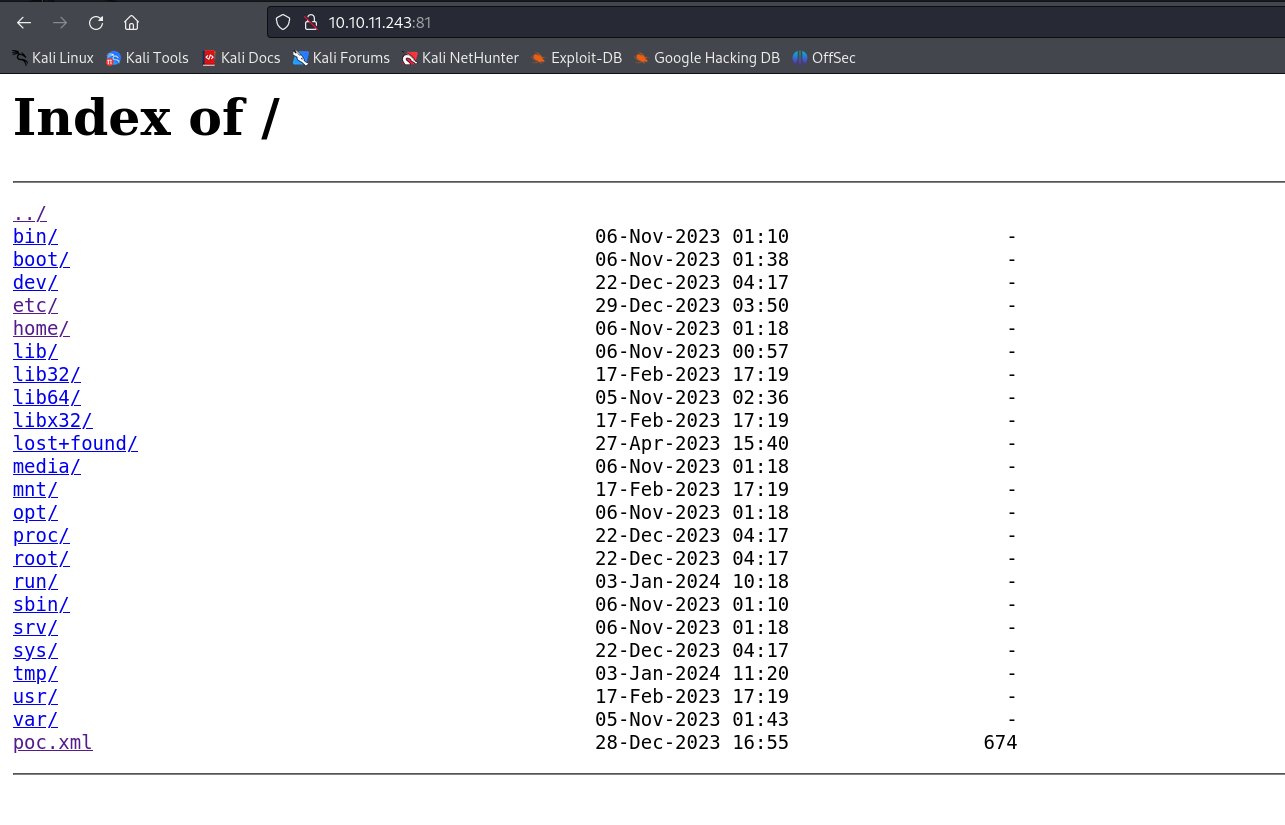 10.10.11.243:81
Kali Linux Kali Tools Kali Docs Kali Forums Kali NetHunter Exploit-DB Google Hacking DB OffSec
Index of /
../
bin/ 06-Nov-2023 01:10 -
boot/ 06-Nov-2023 01:38 -
dev/ 22-Dec-2023 04:17 -
etc/ 29-Dec-2023 03:50 -
home/ 06-Nov-2023 01:18 -
lib/ 06-Nov-2023 00:57 -
lib32/ 17-Feb-2023 17:19 -
lib64/ 05-Nov-2023 02:36 -
libx32/ 17-Feb-2023 17:19 -
lost+found/ 27-Apr-2023 15:40 -
media/ 06-Nov-2023 01:18 -
mnt/ 17-Feb-2023 17:19 -
opt/ 06-Nov-2023 01:18 -
proc/ 22-Dec-2023 04:17 -
root/ 22-Dec-2023 04:17 -
run/ 03-Jan-2024 10:18 -
sbin/ 06-Nov-2023 01:10 -
srv/ 06-Nov-2023 01:18 -
sys/ 22-Dec-2023 04:17 -
tmp/ 03-Jan-2024 11:20 -
usr/ 17-Feb-2023 17:19 -
var/ 05-Nov-2023 01:43 -
poc.xml 28-Dec-2023 16:55 674